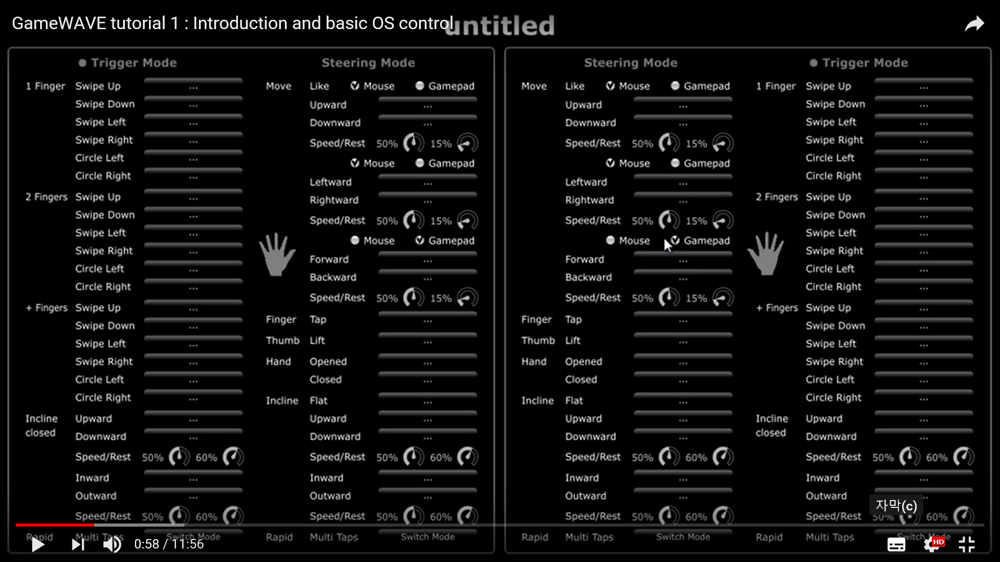 GameWAVE tutorial 1 : Introduction and basic OS control
untitled
Trigger Mode Steering Mode Steering Mode Trigger Mode
1 Finger Swipe Up ... Move Like Mouse Gamepad Move Like Mouse Gamepad 1 Finger Swipe Up ...
Swipe Down ... Upward ... Upward ... Swipe Down ...
Swipe Left ... Downward ... Downward ... Swipe Left ...
Swipe Right ... Speed/Rest 50% 15% Speed/Rest 50% 15% Swipe Right ...
Circle Left ... Mouse Gamepad Mouse Gamepad Circle Left ...
Circle Right ... Leftward ... Leftward ... Circle Right ...
2 Fingers Swipe Up ... Rightward ... Rightward ... 2 Fingers Swipe Up ...
Swipe Down ... Speed/Rest 50% 15% Speed/Rest 50% 15% Swipe Down ...
Swipe Left ... Mouse Gamepad Mouse Gamepad Swipe Left ...
Swipe Right ... Forward ... Forward ... Swipe Right ...
Circle Left ... Backward ... Backward ... Circle Left ...
Circle Right ... Speed/Rest 50% 15% Speed/Rest 50% 15% Circle Right ...
+ Fingers Swipe Up ... Finger Tap ... Finger Tap ... + Fingers Swipe Up ...
Swipe Down ... Thumb Lift ... Thumb Lift ... Swipe Down ...
Swipe Left ... Hand Opened ... Hand Opened ... Swipe Left ...
Swipe Right ... Closed ... Closed ... Swipe Right ...
Circle Left ... Incline Flat ... Incline Flat ... Circle Left ...
Circle Right ... Circle Right ...
Incline closed Upward ... Upward ... Upward ... Incline closed Upward ...
Downward ... Downward ... Downward ... Downward ...
Speed/Rest 50% 60% Speed/Rest 50% 60% Speed/Rest 50% 60% Speed/Rest 50% 60%
Inward ... Inward ... Inward ... Inward ...
Outward ... Outward ... Outward ... Outward ...
자막(c)
Speed/Rest 50% 60% Speed/Rest 50% 60% Speed/Rest 50% 60% Speed/Rest 50% 60%
Rapid Multi Taps Switch Mode Rapid Multi Taps Switch Mode Rapid Multi Taps Switch Mode Rapid Multi Taps Switch Mode
0:58 / 11:56 HD